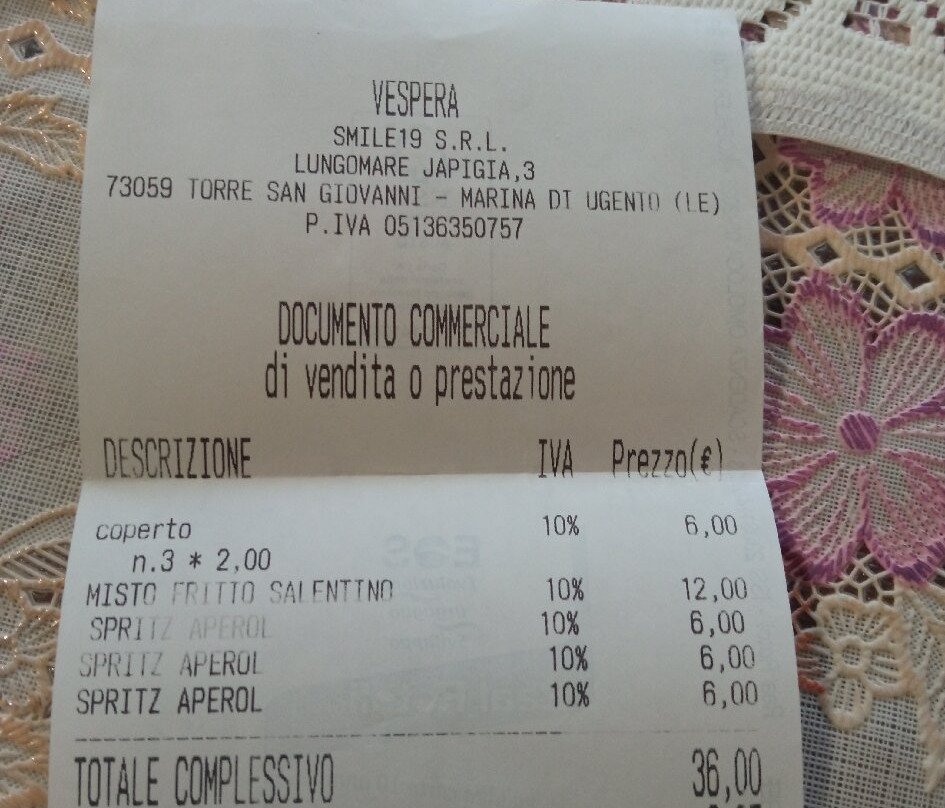 VESPERA
SMILE19 S.R.L.
LUNGOMARE JAPIGIA,3
73059 TORRE SAN GIOVANNI - MARINA DI UGENTO (LE)
P.IVA 05136350757
DOCUMENTO COMMERCIALE
di vendita o prestazione
DESCRIZIONE IVA Prezzo(€)
coperto 10% 6,00
n.3 * 2,00
MISTO FRITTO SALENTINO 10% 12,00
SPRITZ APEROL 10% 6,00
SPRITZ APEROL 10% 6,00
SPRITZ APEROL 10% 6,00
TOTALE COMPLESSIVO 36,00